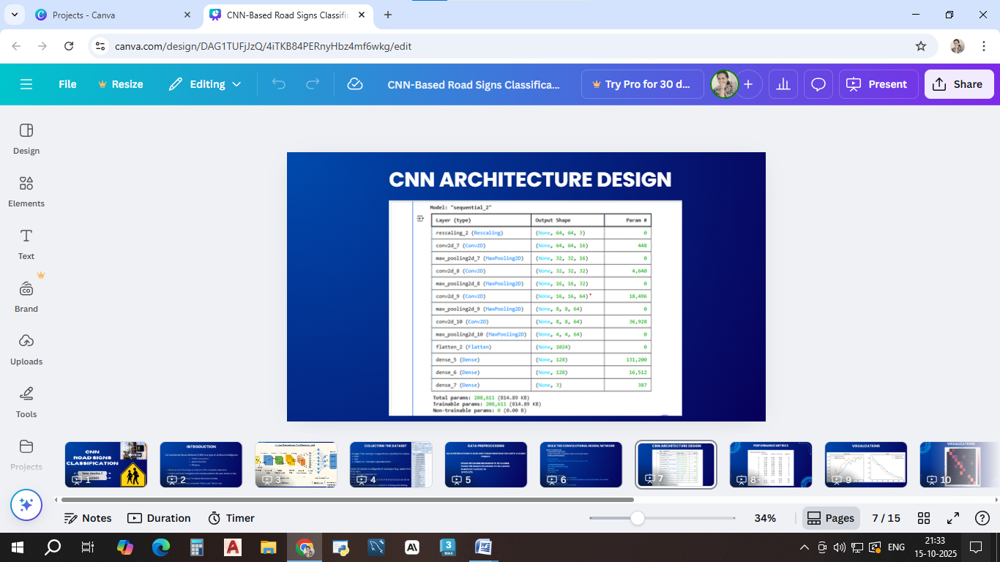 Projects - Canva
CNN-Based Road Signs Classific
canva.com/design/DAG1TUFjJzQ/4iTKB84PERnyHbz4mf6wkg/edit
File
Resize
Editing
CNN-Based Road Signs Classifica...
Try Pro for 30 d...
Present
Share
Design
Elements
Text
Brand
Uploads
Tools
Projects
CNN ARCHITECTURE DESIGN
Model: "sequential_2"
Layer (type) Output Shape Param #
rescaling_2 (Rescaling) (None, 64, 64, 3) 0
conv2d_7 (Conv2D) (None, 64, 64, 16) 448
max_pooling2d_7 (MaxPooling2D) (None, 32, 32, 16) 0
conv2d_8 (Conv2D) (None, 32, 32, 32) 4,640
max_pooling2d_8 (MaxPooling2D) (None, 16, 16, 32) 0
conv2d_9 (Conv2D) (None, 16, 16, 64) 18,496
max_pooling2d_9 (MaxPooling2D) (None, 8, 8, 64) 0
conv2d_10 (Conv2D) (None, 8, 8, 64) 36,928
max_pooling2d_10 (MaxPooling2D) (None, 4, 4, 64) 0
flatten_2 (Flatten) (None, 1024) 0
dense_5 (Dense) (None, 128) 131,200
dense_6 (Dense) (None, 128) 16,512
dense_7 (Dense) (None, 3) 387
Total params: 208,611 (814.89 KB)
Trainable params: 208,611 (814.89 KB)
Non-trainable params: 0 (0.00 B)
CNN
ROAD SIGNS
CLASSIFICATION
1
INTRODUCTION
2
3
COLLECTING THE DATASET
4
DATA PREPROCESSING
5
BUILD THE CONVOLUTIONAL NEURAL NETWORK
6
CNN ARCHITECTURE DESIGN
7
PERFORMANCE METRICS
8
VISUALIZATIONS
9
VISUALIZATIONS
10
Notes
Duration
Timer
34%
Pages
7 / 15
ENG
21:33
15-10-2025